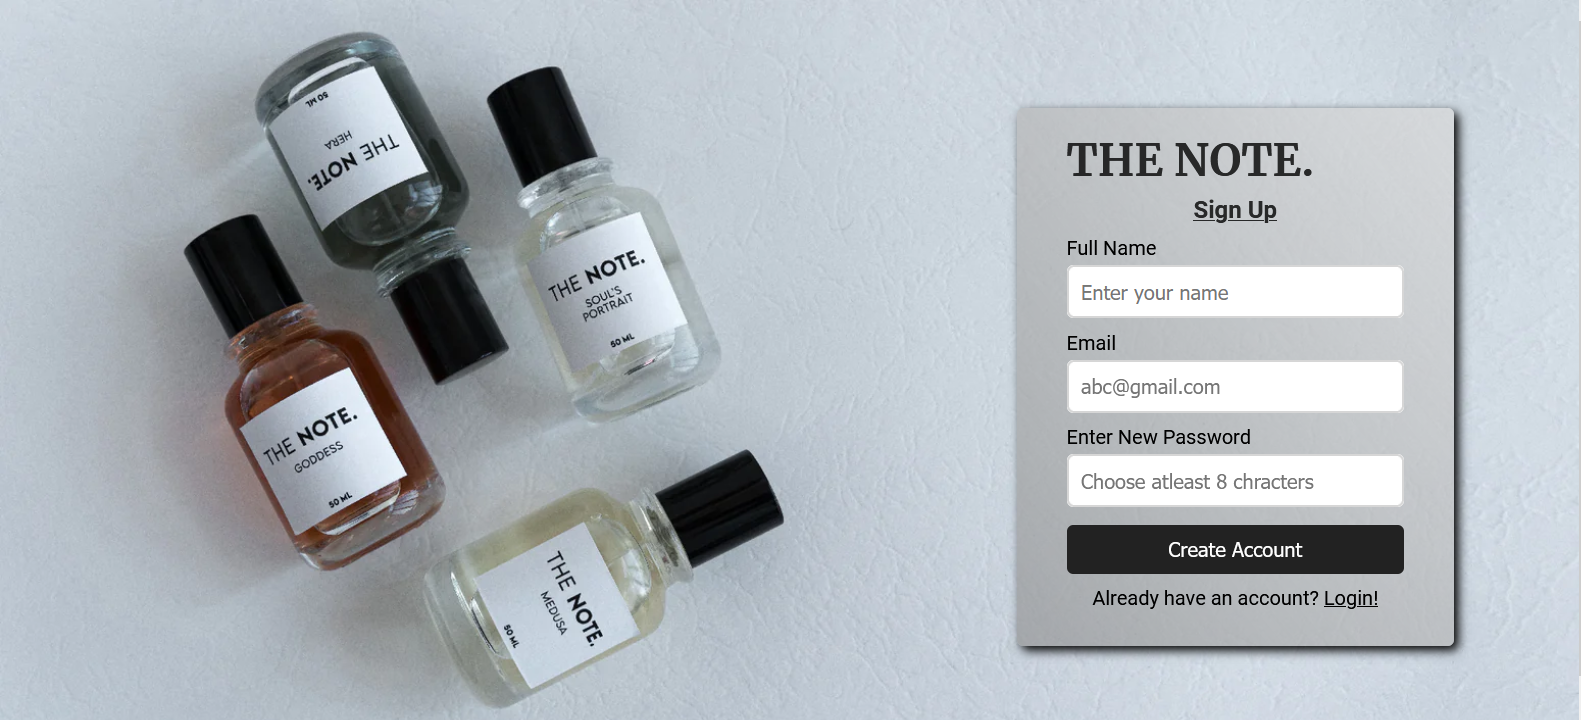 50 ML
HERA
THE NOTE.
THE NOTE.
SOUL'S
PORTRAIT
50 ML
THE NOTE.
GODDESS
50 ML
THE NOTE.
MEDUSA
50 ML
THE NOTE.
Sign Up
Full Name
Enter your name
Email
abc@gmail.com
Enter New Password
Choose atleast 8 chracters
Create Account
Already have an account? Login!